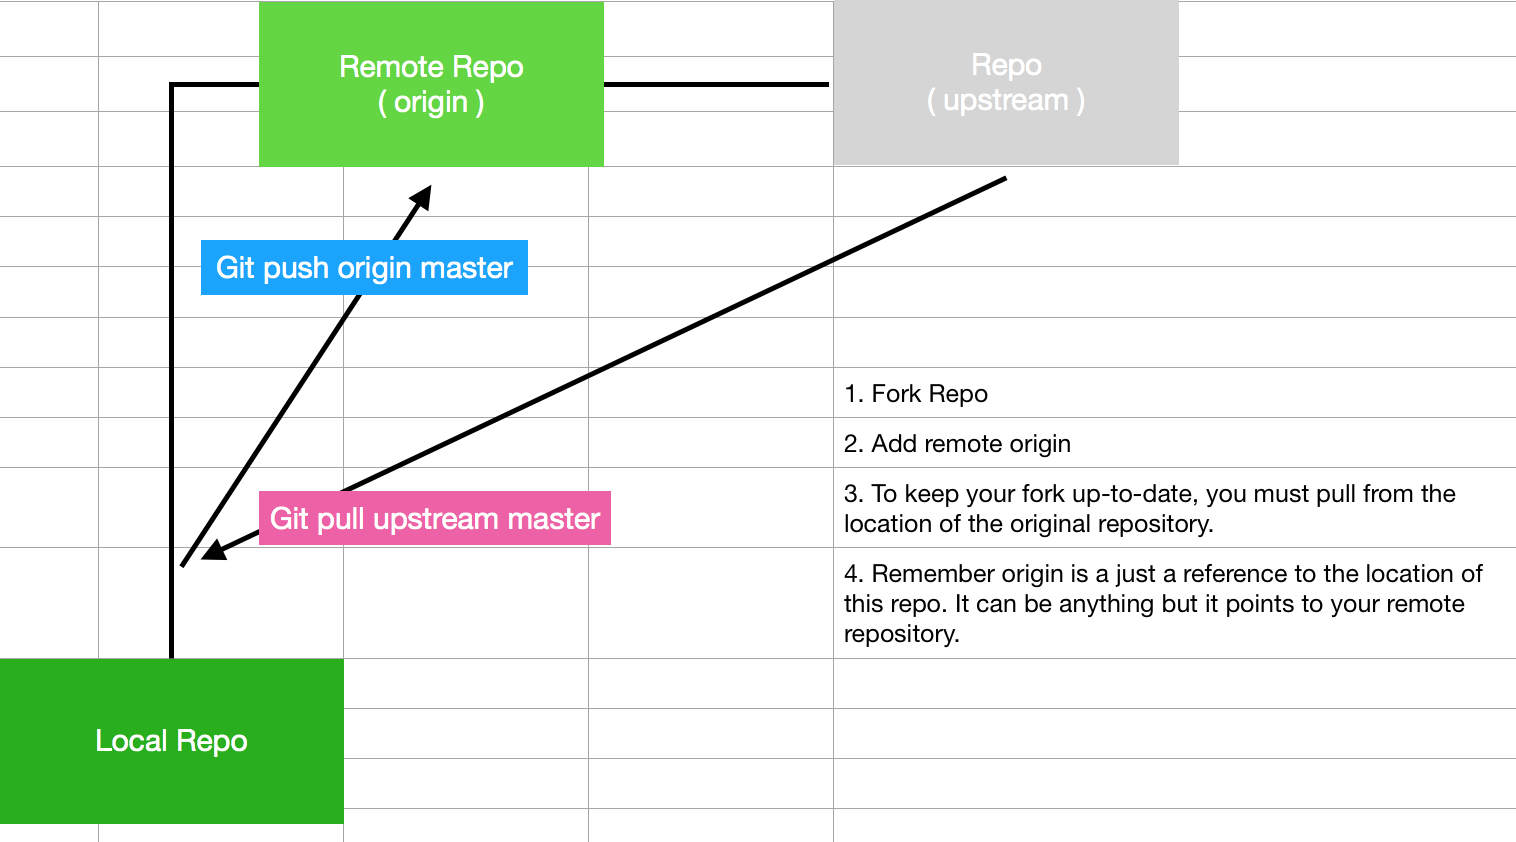 Remote Repo
( origin )
Repo
( upstream )
Git push origin master
1. Fork Repo
2. Add remote origin
3. To keep your fork up-to-date, you must pull from the
location of the original repository.
Git pull upstream master
4. Remember origin is a just a reference to the location of
this repo. It can be anything but it points to your remote
repository.
Local Repo